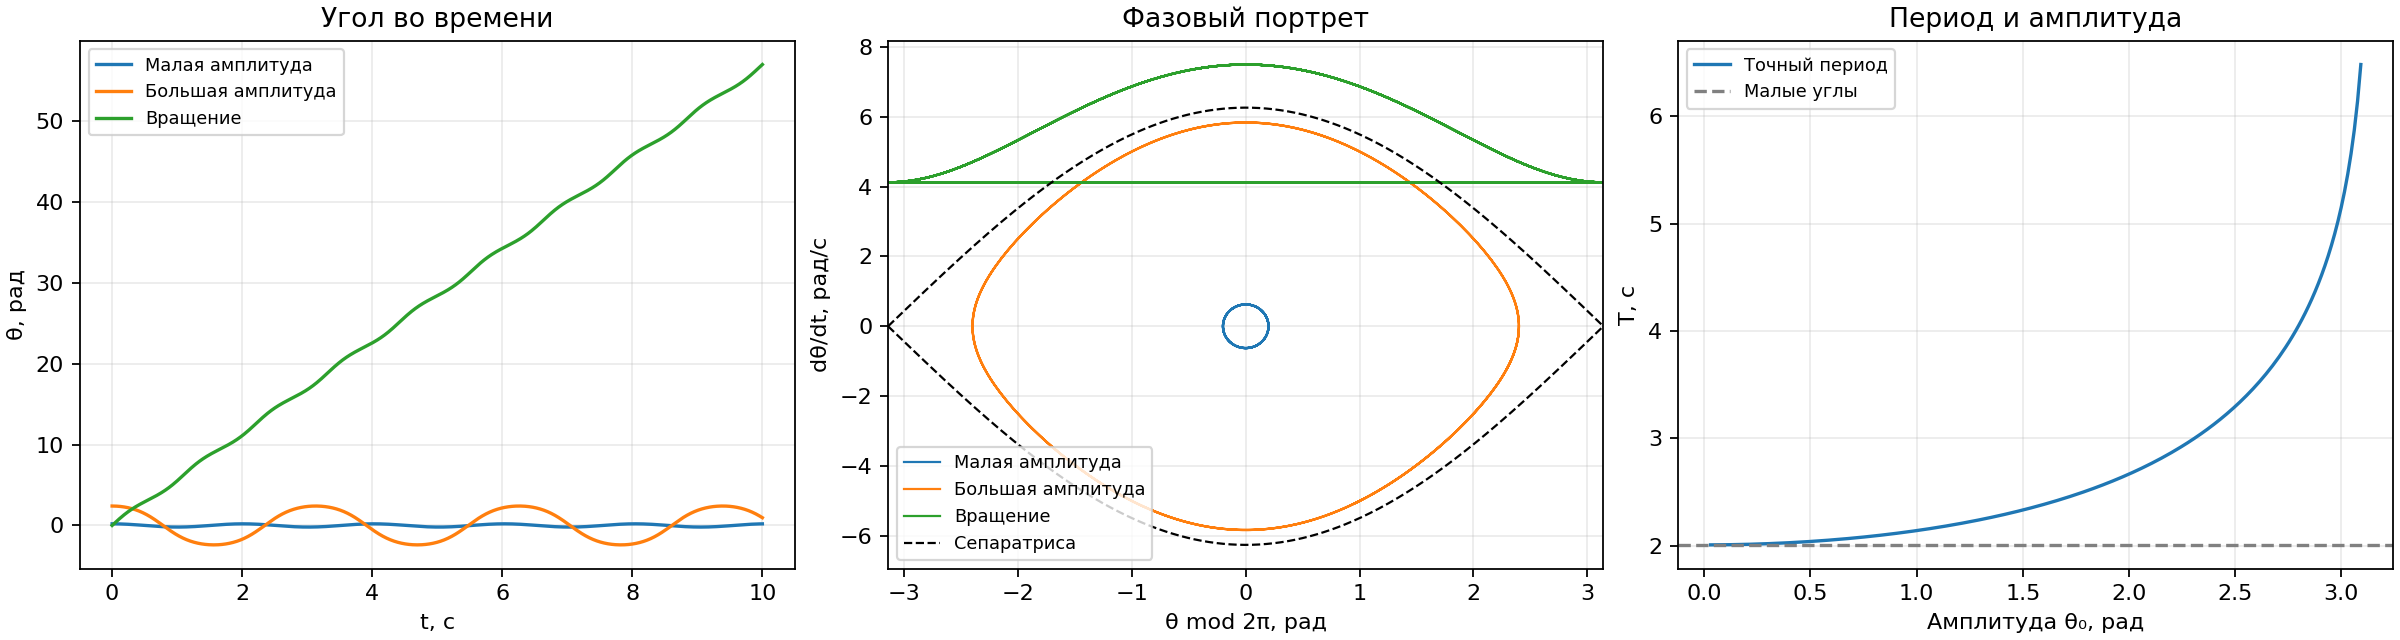 Угол во времени
Малая амплитуда
Большая амплитуда
Вращение
50
40
30
20
10
0
θ, рад
0 2 4 6 8 10
t, с
Фазовый портрет
8
6
4
2
0
−2
−4
−6
dθ/dt, рад/с
Малая амплитуда
Большая амплитуда
Вращение
Сепаратриса
−3 −2 −1 0 1 2 3
θ mod 2π, рад
Период и амплитуда
Точный период
Малые углы
6
5
4
3
2
T, с
0.0 0.5 1.0 1.5 2.0 2.5 3.0
Амплитуда θ₀, рад